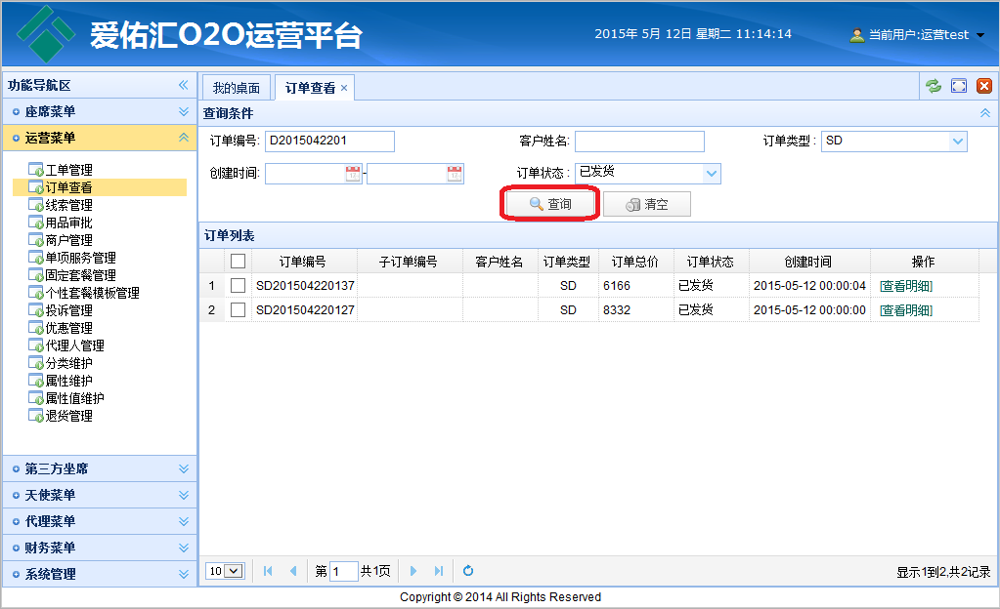 爱佑汇O2O运营平台
2015年 5月 12日 星期二 11:14:14
当前用户:运营test
功能导航区
座席菜单
运营菜单
工单管理
订单查看
线索管理
用品审批
商户管理
单项服务管理
固定套餐管理
个性套餐模板管理
投诉管理
优惠管理
代理人管理
分类维护
属性维护
属性值维护
退货管理
第三方坐席
天使菜单
代理菜单
财务菜单
系统管理
我的桌面 订单查看
查询条件
订单编号: D2015042201 客户姓名: 订单类型: SD
创建时间: - 订单状态: 已发货
查询 清空
订单列表
订单编号 子订单编号 客户姓名 订单类型 订单总价 订单状态 创建时间 操作
1 SD201504220137 SD 6166 已发货 2015-05-12 00:00:04 [查看明细]
2 SD201504220127 SD 8332 已发货 2015-05-12 00:00:00 [查看明细]
10 第 1 共1页 显示1到2,共2记录
Copyright © 2014 All Rights Reserved